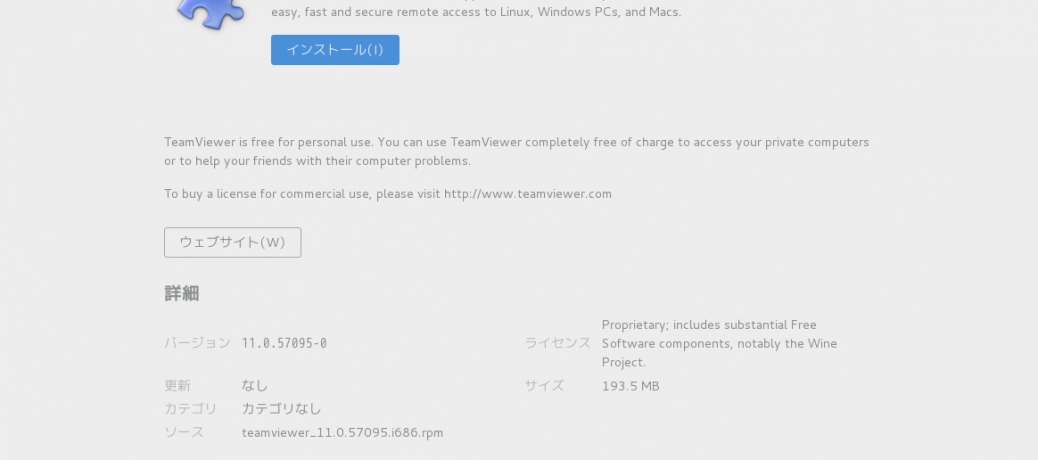 easy, fast and secure remote access to Linux, Windows PCs, and Macs.
インストール(I)
TeamViewer is free for personal use. You can use TeamViewer completely free of charge to access your private computers
or to help your friends with their computer problems.
To buy a license for commercial use, please visit http://www.teamviewer.com
ウェブサイト(W)
詳細
バージョン 11.0.57095-0
ライセンス Proprietary; includes substantial Free
Software components, notably the Wine
Project.
更新 なし
サイズ 193.5 MB
カテゴリ カテゴリなし
ソース teamviewer_11.0.57095.i686.rpm